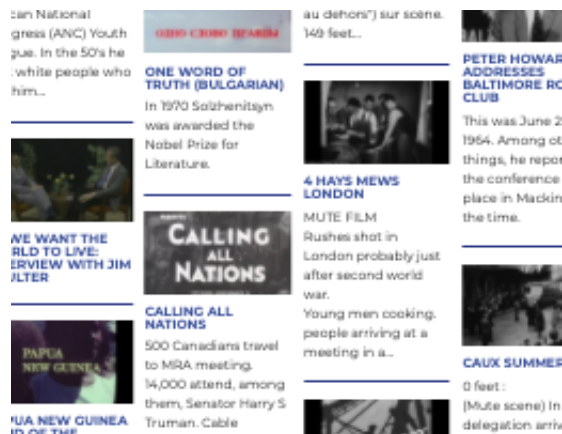 can National
gress (ANC) Youth
gue. In the 50's he
white people who
him...
WE WANT THE
RLD TO LIVE:
ERVIEW WITH JIM
ULTER
PAPUA
NEW GUINEA
PUA NEW GUINEA
ОДНО СЛОВО ПРАВДЫ
ONE WORD OF
TRUTH (BULGARIAN)
In 1970 Solzhenitsyn
was awarded the
Nobel Prize for
Literature.
CALLING
ALL
NATIONS
CALLING ALL
NATIONS
500 Canadians travel
to MRA meeting.
14,000 attend, among
them, Senator Harry S
Truman. Cable
au dehors") sur scène.
149 feet...
4 HAYS MEWS
LONDON
MUTE FILM
Rushes shot in
London probably just
after second world
war.
Young men cooking.
people arriving at a
meeting in a...
PETER HOWAR
ADDRESSES
BALTIMORE RO
CLUB
This was June 2
1964. Among ot
things, he repor
the conference
place in Mackin
the time.
CAUX SUMMER
0 feet :
(Mute scene) In
delegation arriv